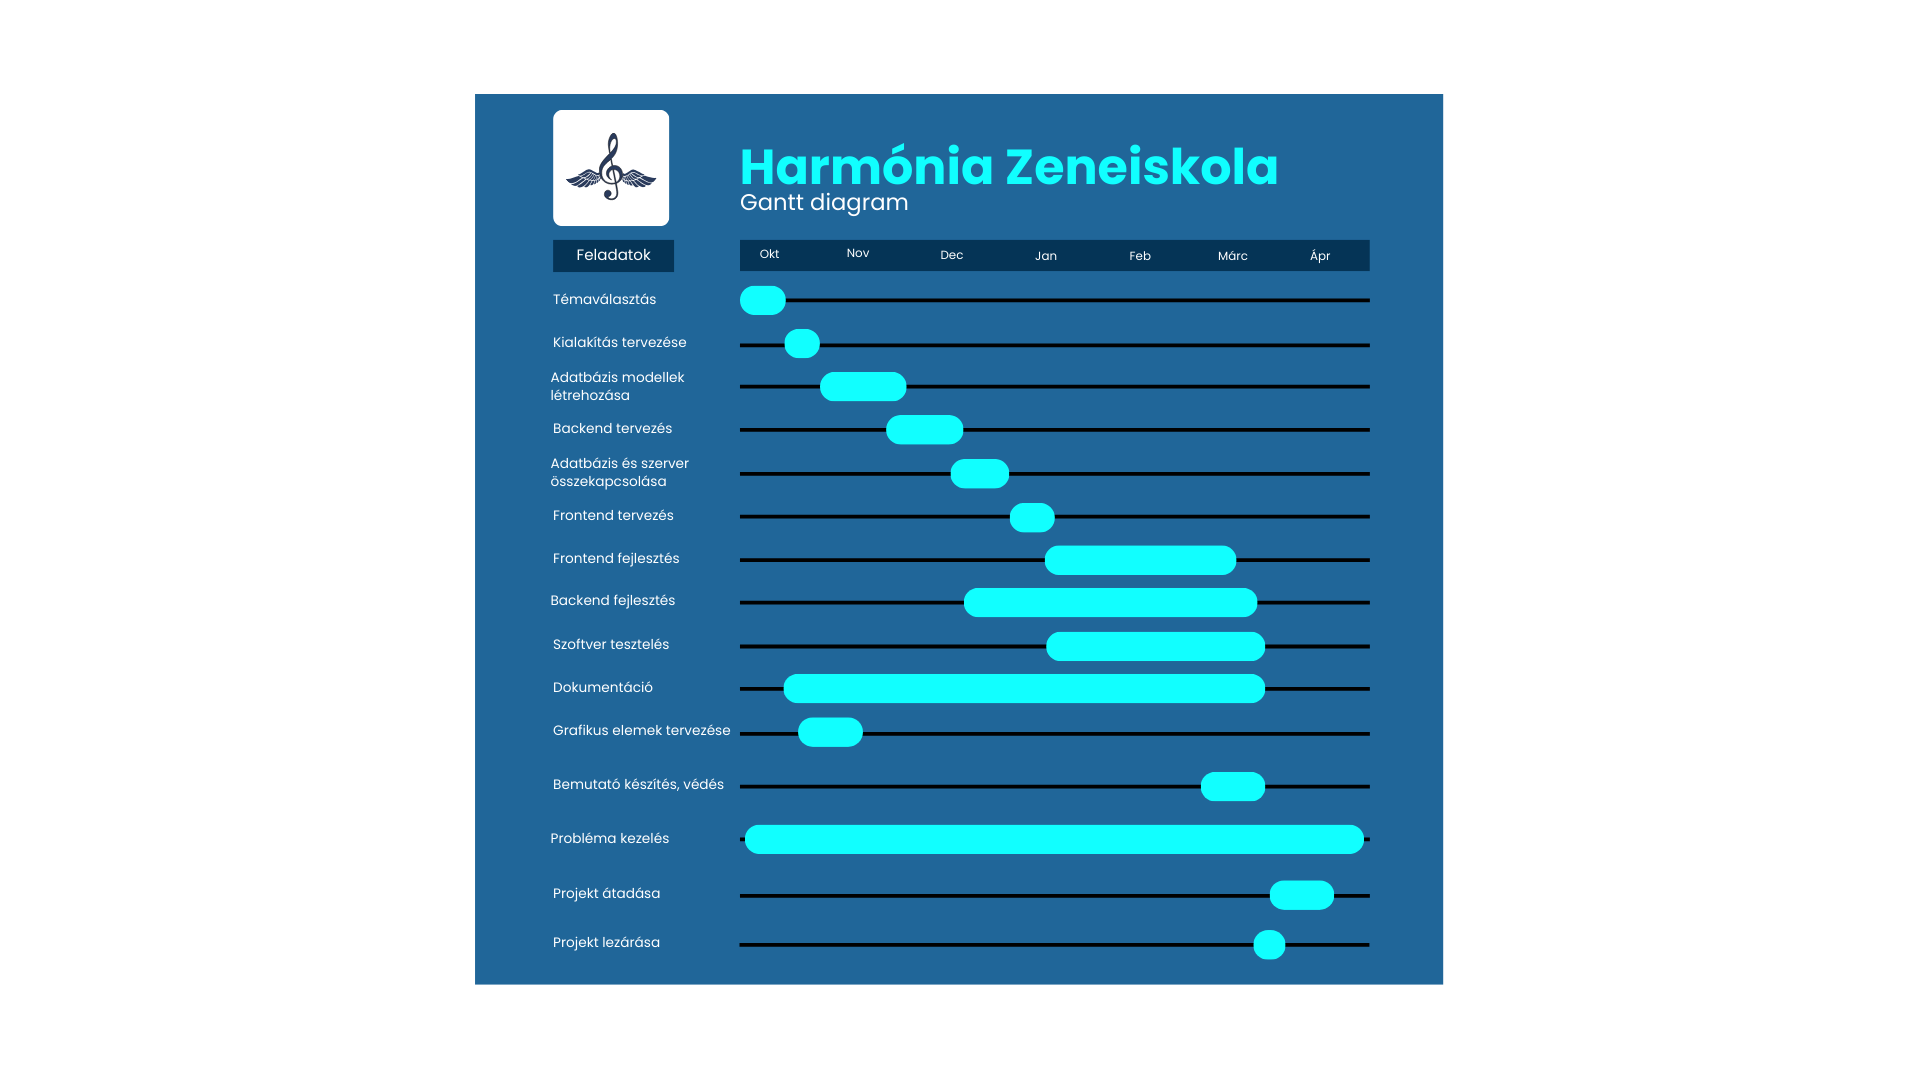 Harmónia Zeneiskola
Gantt diagram
Feladatok
Okt Nov Dec Jan Feb Márc Ápr
Témaválasztás
Kialakítás tervezése
Adatbázis modellek
létrehozása
Backend tervezés
Adatbázis és szerver
összekapcsolása
Frontend tervezés
Frontend fejlesztés
Backend fejlesztés
Szoftver tesztelés
Dokumentáció
Grafikus elemek tervezése
Bemutató készítés, védés
Probléma kezelés
Projekt átadása
Projekt lezárása